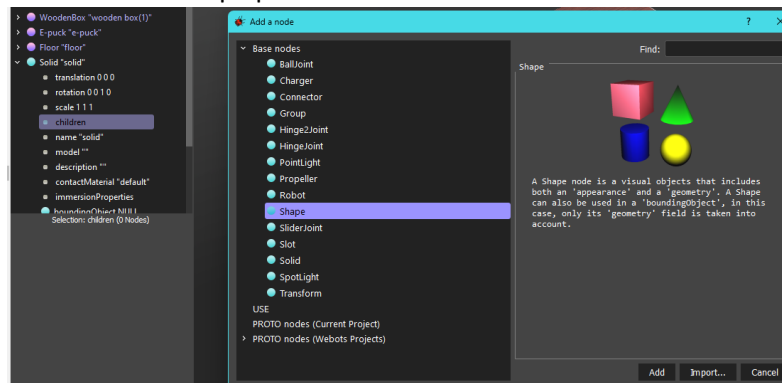 WoodenBox "wooden box(1)"
E-puck "e-puck"
Floor "floor"
Solid "solid"
translation 0 0 0
rotation 0 0 1 0
scale 1 1 1
children
name "solid"
model ""
description ""
contactMaterial "default"
immersionProperties
boundingObject NULL
Selection: children (0 Nodes)
Add a node
?
Base nodes
BallJoint
Charger
Connector
Group
Hinge2Joint
HingeJoint
PointLight
Propeller
Robot
Shape
SliderJoint
Slot
Solid
SpotLight
Transform
USE
PROTO nodes (Current Project)
PROTO nodes (Webots Projects)
Find:
Shape
A Shape node is a visual objects that includes
both an 'appearance' and a 'geometry'. A Shape
can also be used in a 'boundingObject', in this
case, only its 'geometry' field is taken into
account.
Add Import... Cancel